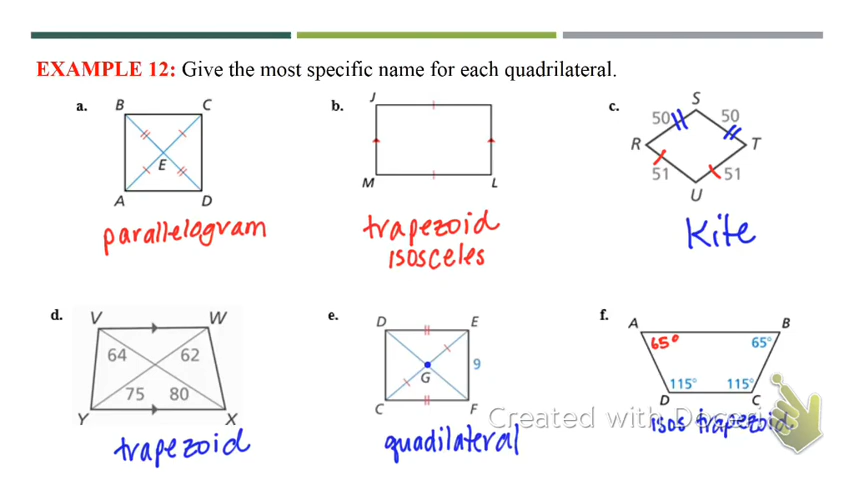 EXAMPLE 12: Give the most specific name for each quadrilateral.
a.
B
C
E
A
D
parallelogram
b.
J
M
L
trapezoid
isosceles
c.
S
50
50
R
T
51
51
U
Kite
d.
V
W
64
62
75
80
Y
X
trapezoid
e.
D
E
9
G
C
F
quadilateral
f.
A
B
65°
65°
115°
115°
D
C
isos trapezoid
Created with Doceri